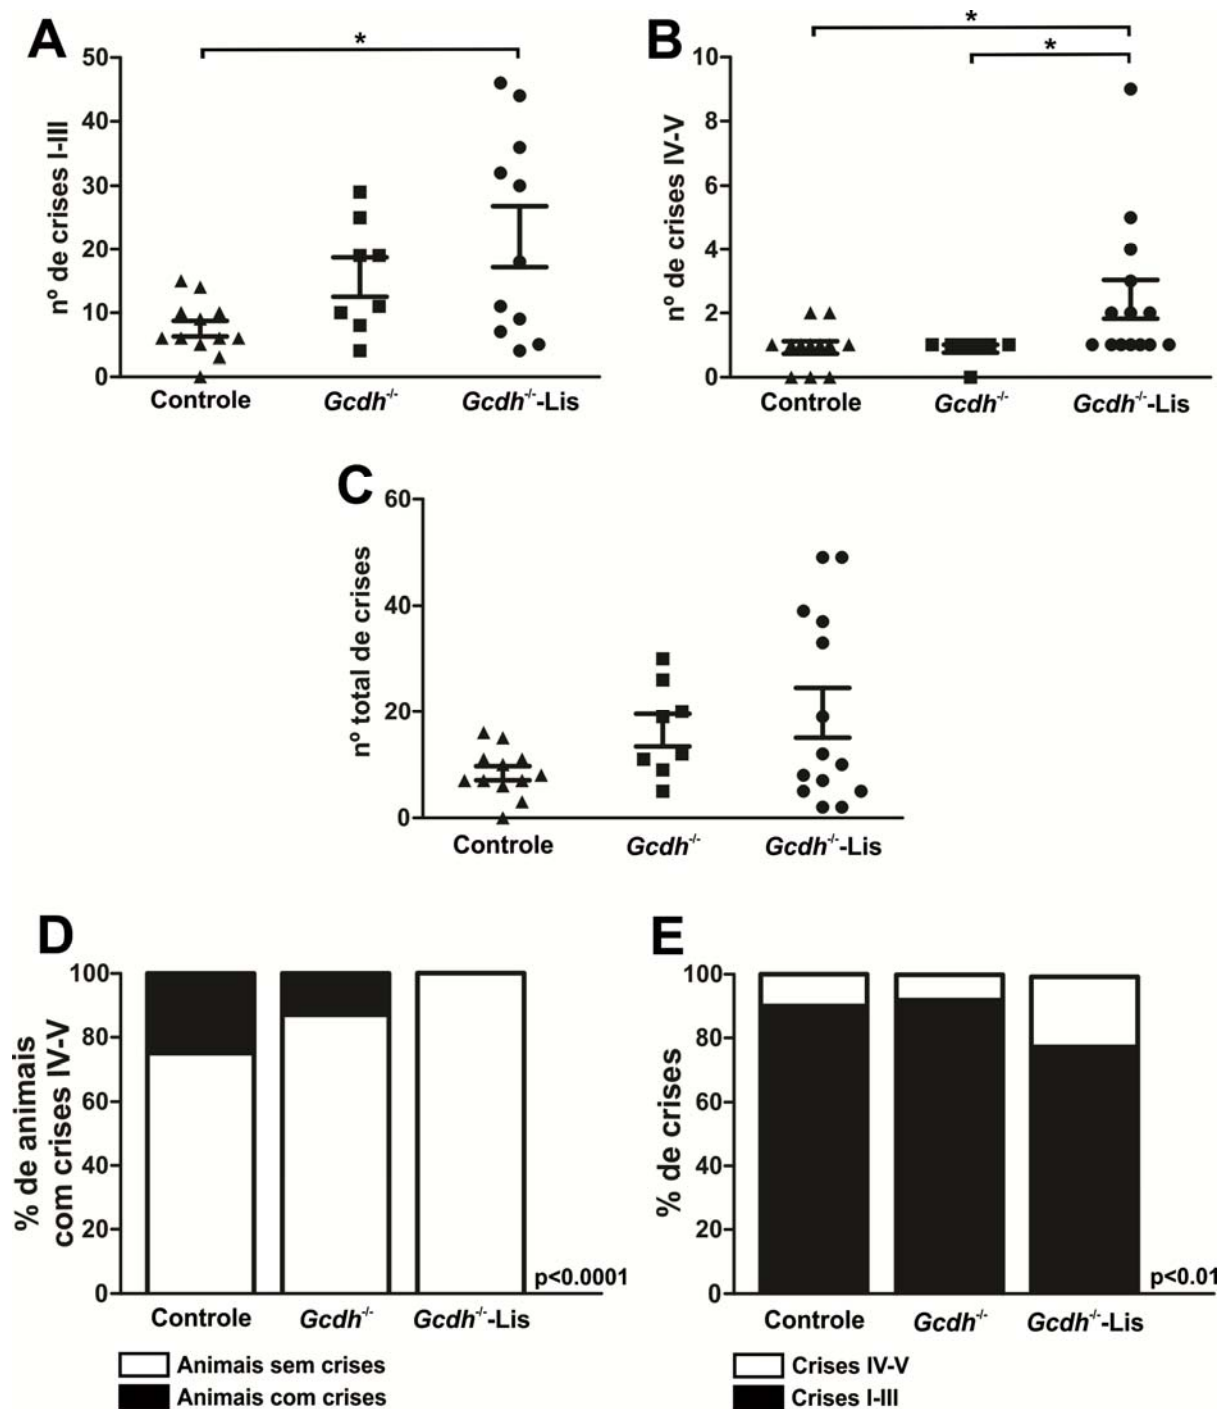 A
*
nº de crises I-III
50
40
30
20
10
0
Controle
Gcdh-/-
Gcdh-/--Lis
B
*
*
nº de crises IV-V
10
8
6
4
2
0
Controle
Gcdh-/-
Gcdh-/--Lis
C
nº total de crises
60
40
20
0
Controle
Gcdh-/-
Gcdh-/--Lis
D
% de animais
com crises IV-V
100
80
60
40
20
0
p<0.0001
Controle
Gcdh-/-
Gcdh-/--Lis
Animais sem crises
Animais com crises
E
% de crises
100
80
60
40
20
0
p<0.01
Controle
Gcdh-/-
Gcdh-/--Lis
Crises IV-V
Crises I-III